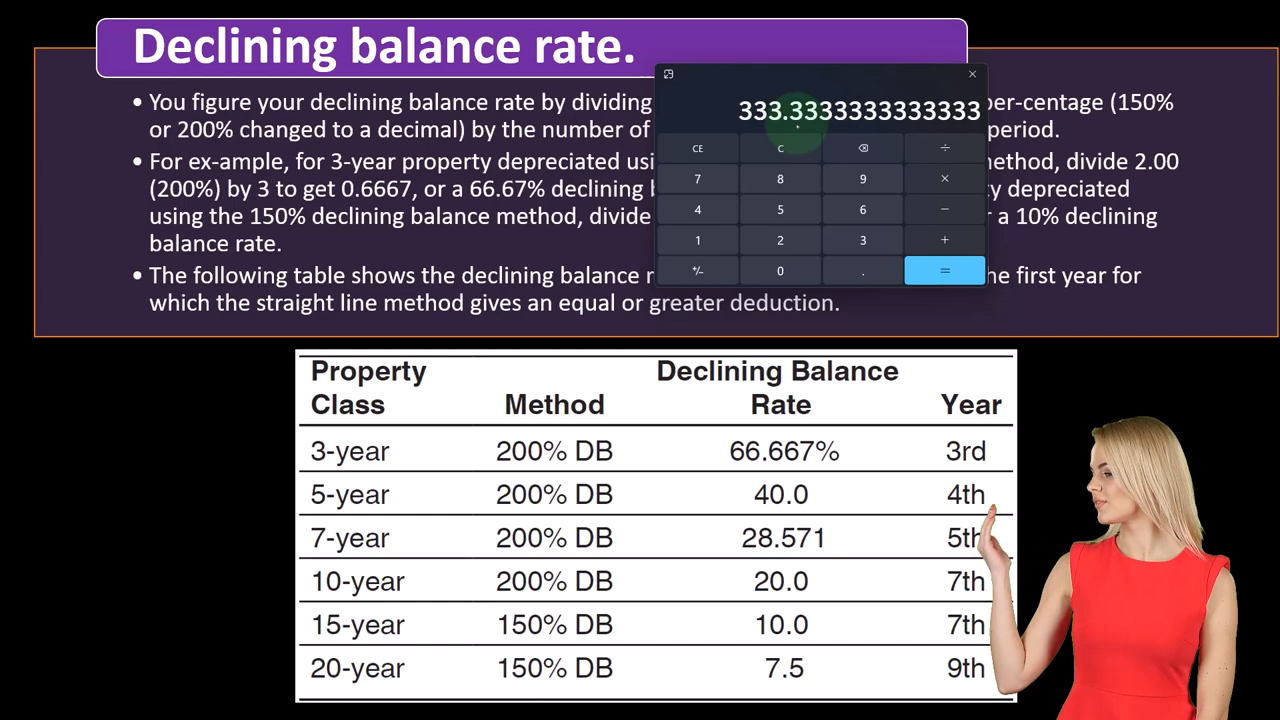 Declining balance rate.
• You figure your declining balance rate by dividing per-centage (150%
or 200% changed to a decimal) by the number of period.
• For ex-ample, for 3-year property depreciated usi ethod, divide 2.00
(200%) by 3 to get 0.6667, or a 66.67% declining depreciated
using the 150% declining balance method, divide a 10% declining
balance rate.
• The following table shows the declining balance first year for
which the straight line method gives an equal or greater deduction.
333.3333333333333
CE C ÷
7 8 9 ×
4 5 6 −
1 2 3 +
+/− 0 . =
Property Declining Balance
Class Method Rate Year
3-year 200% DB 66.667% 3rd
5-year 200% DB 40.0 4th
7-year 200% DB 28.571 5th
10-year 200% DB 20.0 7th
15-year 150% DB 10.0 7th
20-year 150% DB 7.5 9th